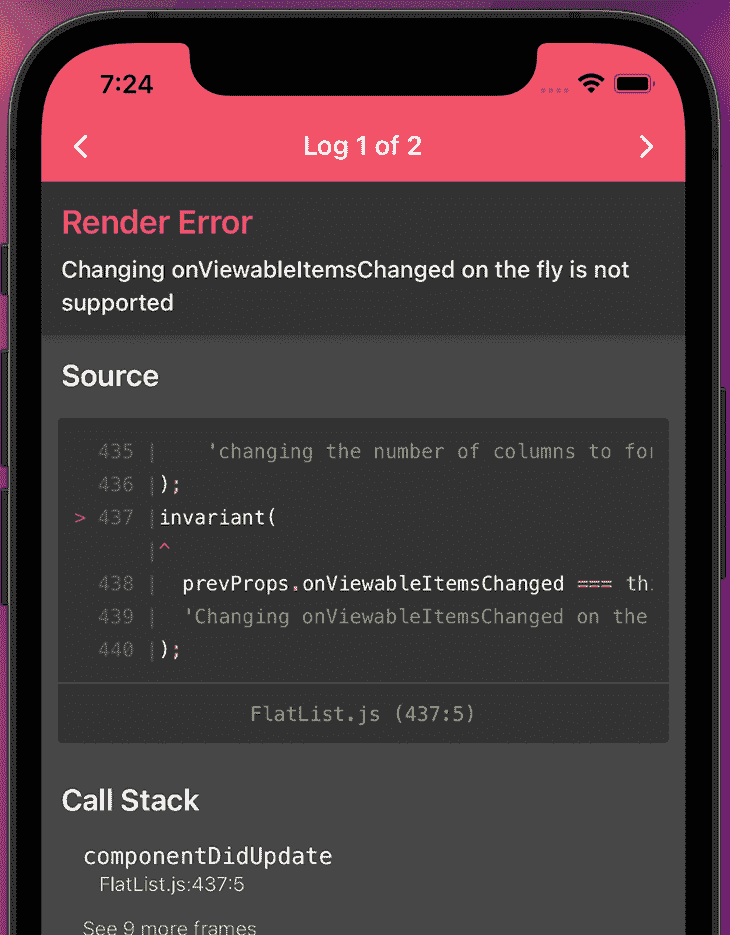 7:24
Log 1 of 2
Render Error
Changing onViewableItemsChanged on the fly is not
supported
Source
435 | 'changing the number of columns to for
436 |);
> 437 |invariant(
|^
438 | prevProps.onViewableItemsChanged === thi
439 | 'Changing onViewableItemsChanged on the
440 |);
FlatList.js (437:5)
Call Stack
componentDidUpdate
FlatList.js:437:5
See 9 more frames